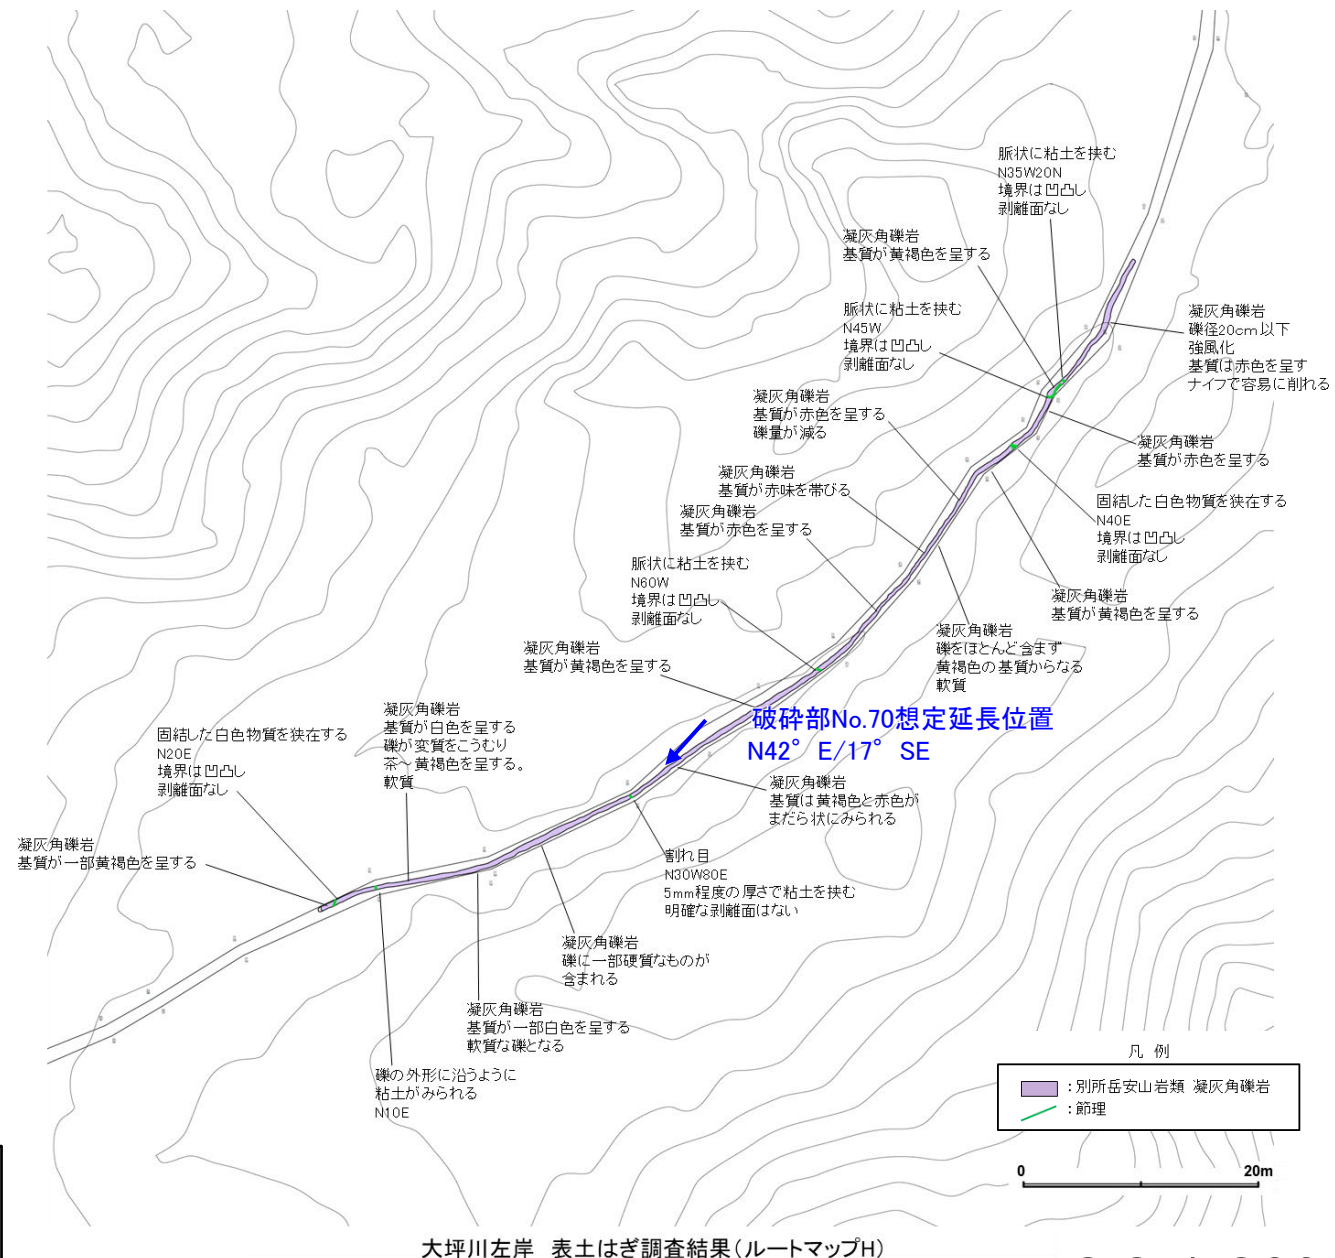 脈状に粘土を挟む
N35W20N
境界は凹凸し
剥離面なし
凝灰角礫岩
基質が黄褐色を呈する
脈状に粘土を挟む
N45W
境界は凹凸し
剥離面なし
凝灰角礫岩
礫径20cm以下
強風化
基質は赤色を呈す
ナイフで容易に削れる
凝灰角礫岩
基質が赤色を呈する
礫量が減る
凝灰角礫岩
基質が赤色を呈する
凝灰角礫岩
基質が赤味を帯びる
固結した白色物質を狭在する
N40E
境界は凹凸し
剥離面なし
凝灰角礫岩
基質が赤色を呈する
脈状に粘土を挟む
N60W
境界は凹凸し
剥離面なし
凝灰角礫岩
基質が黄褐色を呈する
凝灰角礫岩
礫をほとんど含まず
黄褐色の基質からなる
軟質
凝灰角礫岩
基質が黄褐色を呈する
破砕部No.70想定延長位置
N42°E/17°SE
凝灰角礫岩
基質が白色を呈する
礫が変質をこうむり
茶～黄褐色を呈する。
軟質
固結した白色物質を狭在する
N20E
境界は凹凸し
剥離面なし
凝灰角礫岩
基質は黄褐色と赤色が
まだら状にみられる
凝灰角礫岩
基質が一部黄褐色を呈する
割れ目
N30W80E
5mm程度の厚さで粘土を挟む
明確な剥離面はない
凝灰角礫岩
礫に一部硬質なものが
含まれる
凝灰角礫岩
基質が一部白色を呈する
軟質な礫となる
礫の外形に沿うように
粘土がみられる
N10E
凡 例
：別所岳安山岩類 凝灰角礫岩
：節理
0 20m
大坪川左岸 表土はぎ調査結果（ルートマップH）